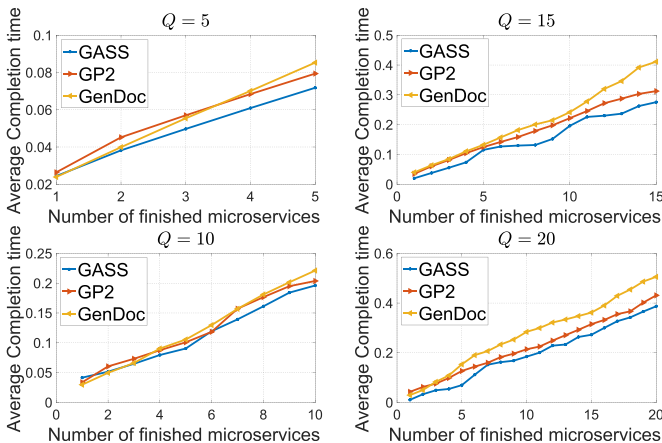 Q = 5
Average Completion time
0.1
0.08
0.06
0.04
0.02
GASS
GP2
GenDoc
1
2
3
4
5
Number of finished microservices
Q = 15
Average Completion time
0.5
0.4
0.3
0.2
0.1
0
GASS
GP2
GenDoc
0
5
10
15
Number of finished microservices
Q = 10
Average Completion time
0.25
0.2
0.15
0.1
0.05
0
GASS
GP2
GenDoc
0
2
4
6
8
10
Number of finished microservices
Q = 20
Average Completion time
0.6
0.4
0.2
0
GASS
GP2
GenDoc
0
5
10
15
20
Number of finished microservices